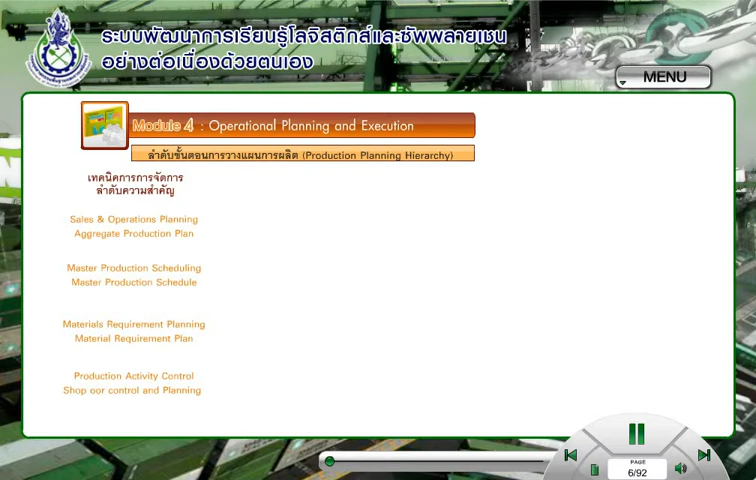 ระบบพัฒนาการเรียนรู้โลจิสติกส์และซัพพลายเชน
อย่างต่อเนื่องด้วยตนเอง
MENU
Module 4 : Operational Planning and Execution
ลำดับขั้นตอนการวางแผนการผลิต (Production Planning Hierarchy)
เทคนิคการการจัดการ
ลำดับความสำคัญ
Sales & Operations Planning
Aggregate Production Plan
Master Production Scheduling
Master Production Schedule
Materials Requirement Planning
Material Requirement Plan
Production Activity Control
Shop oor control and Planning
PAGE
6/92